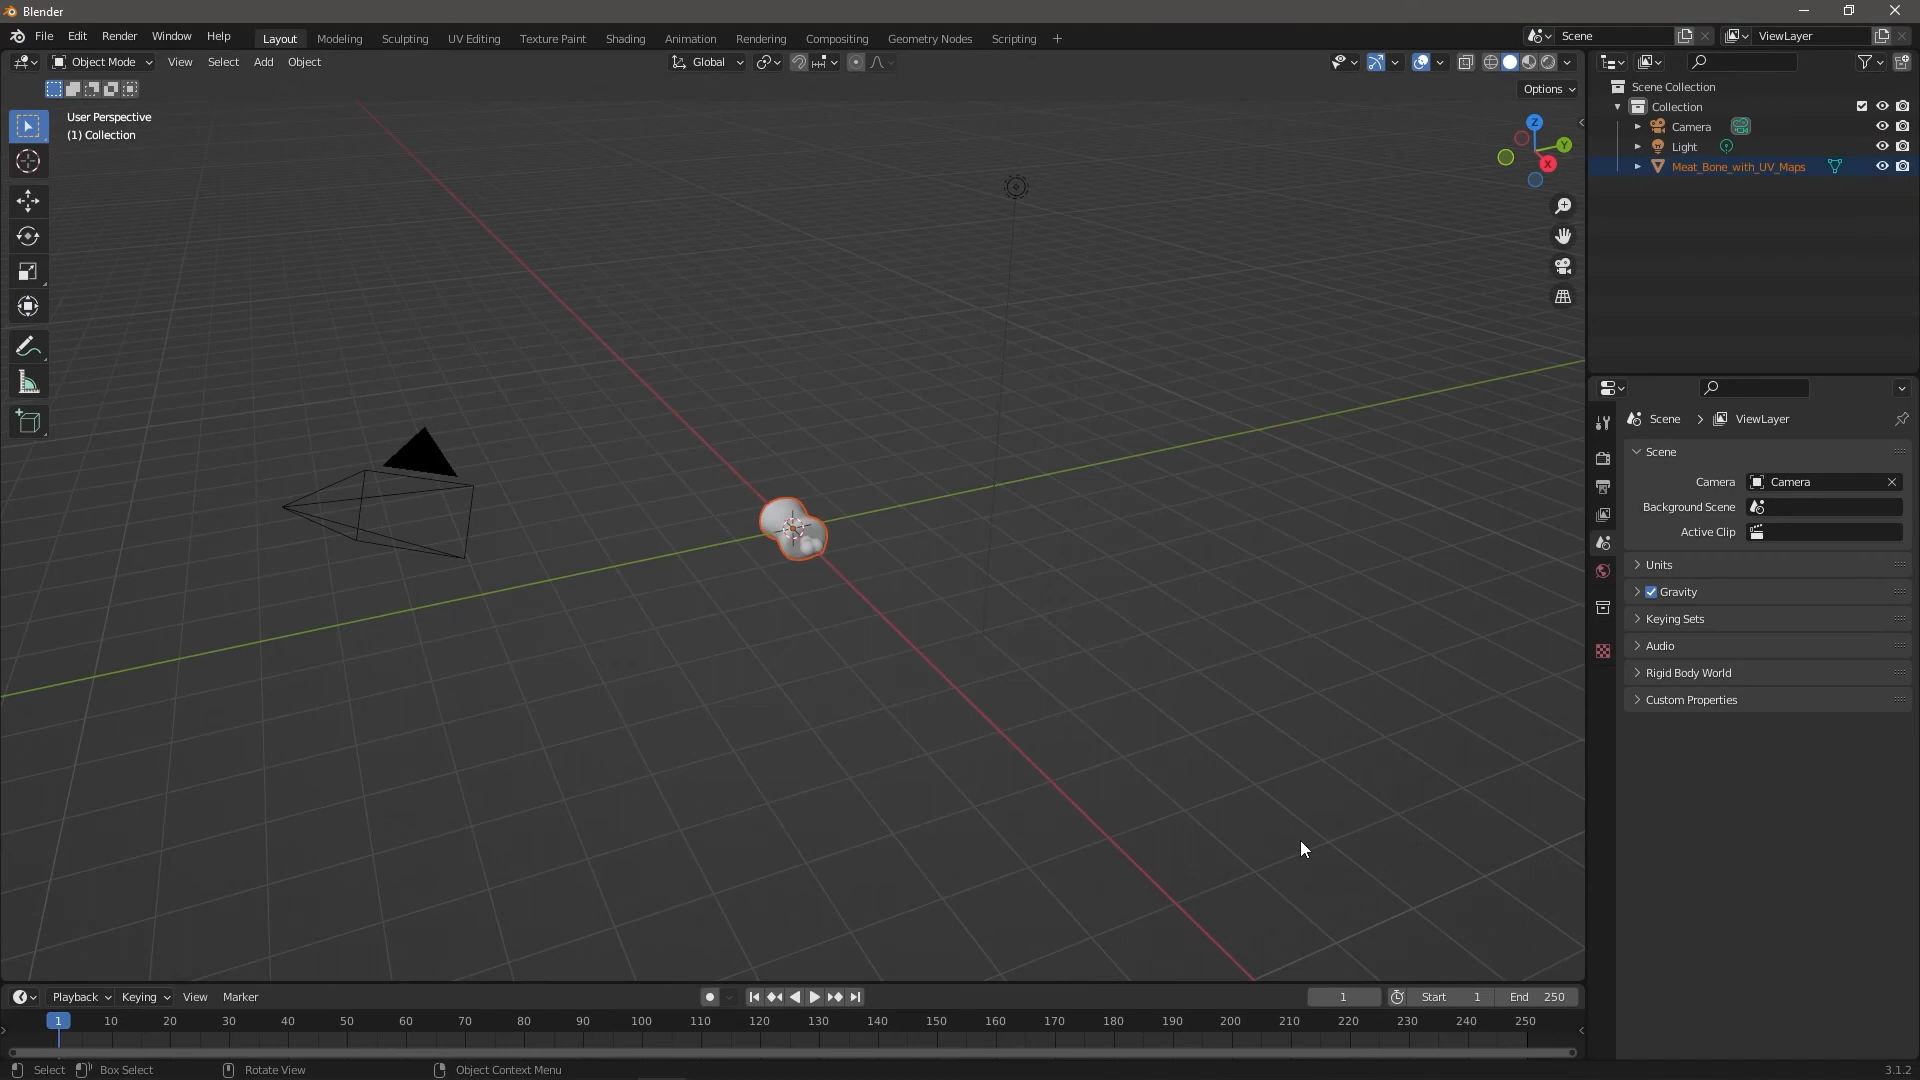 Blender
File Edit Render Window Help Layout Modeling Sculpting UV Editing Texture Paint Shading Animation Rendering Compositing Geometry Nodes Scripting + Scene ViewLayer
Object Mode View Select Add Object Global
Options
User Perspective
(1) Collection
Z
Y
X
Scene Collection
Collection
Camera
Light
Meat_Bone_with_UV_Maps
Scene > ViewLayer
Scene
Camera Camera
Background Scene
Active Clip
Units
Gravity
Keying Sets
Audio
Rigid Body World
Custom Properties
Playback Keying View Marker 1 Start 1 End 250
1 10 20 30 40 50 60 70 80 90 100 110 120 130 140 150 160 170 180 190 200 210 220 230 240 250
Select Box Select Rotate View Object Context Menu 3.1.2